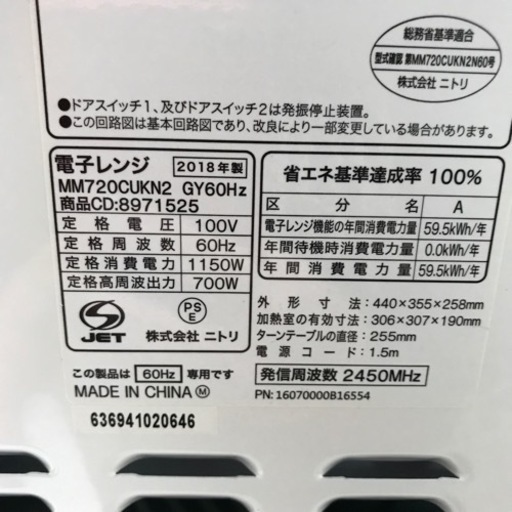 総務省基準適合
型式確認 第MM720CUKN2N60号
株式会社 ニトリ
●ドアスイッチ1、及びドアスイッチ2は発振停止装置。
●この回路図は基本回路図であり、改良により一部変更している場合があります。
電子レンジ 2018年製
MM720CUKN2 GY60Hz
商品CD:8971525
定格電圧 100V
定格周波数 60Hz
定格消費電力 1150W
定格高周波出力 700W
PSE
JET 株式会社 ニトリ
この製品は 60Hz 専用です
MADE IN CHINA Ⓜ
636941020646
省エネ基準達成率 100%
区分名 A
電子レンジ機能の年間消費電力量 59.5kWh/年
年間待機時消費電力量 0.0kWh/年
年間消費電力量 59.5kWh/年
外形寸法:440×355×258mm
加熱室の有効寸法:306×307×190mm
ターンテーブルの直径:255mm
電源コード:1.5m
発信周波数 2450MHz
PN:16070000B16554